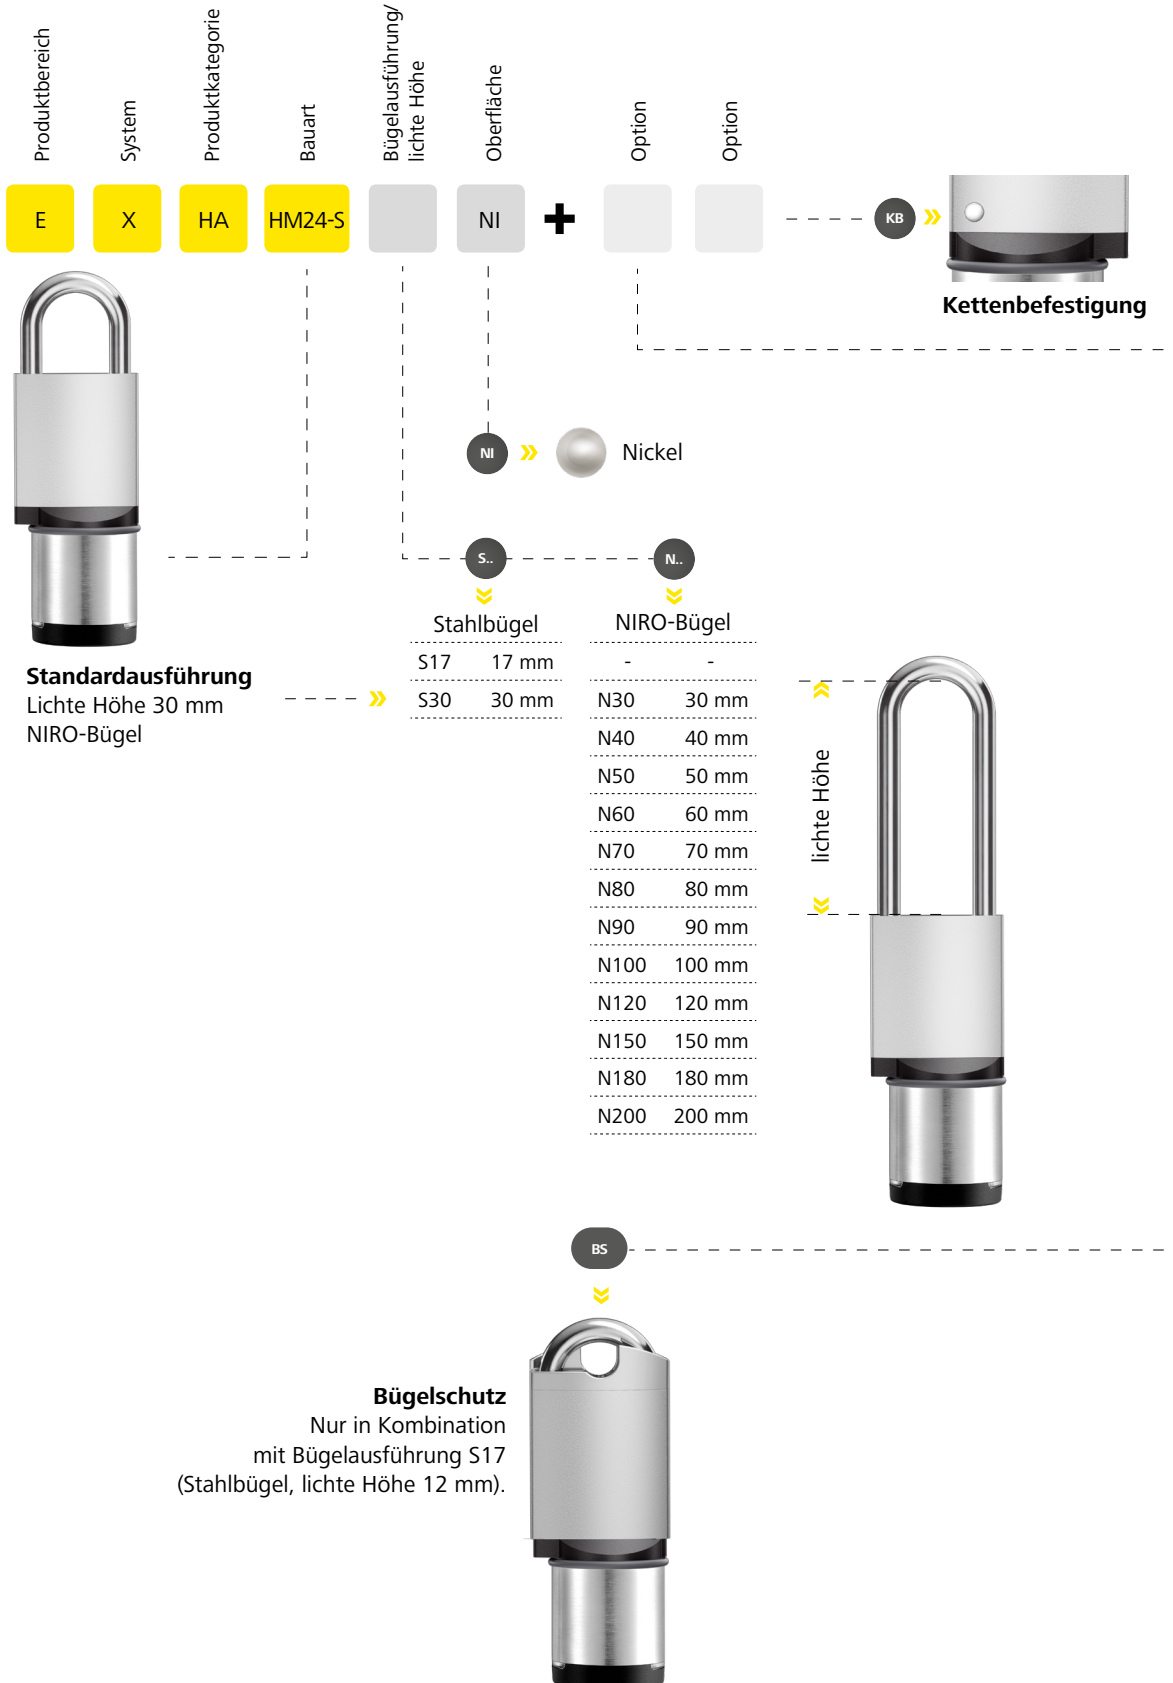 Produktbereich
System
Produktkategorie
Bauart
Bügelausführung/
lichte Höhe
Oberfläche
Option
Option
E
X
HA
HM24-S
NI
+
KB
Kettenbefestigung
NI
Nickel
S..
N..
Stahlbügel
NIRO-Bügel
S17 17 mm
- -
S30 30 mm
N30 30 mm
N40 40 mm
N50 50 mm
N60 60 mm
N70 70 mm
N80 80 mm
N90 90 mm
N100 100 mm
N120 120 mm
N150 150 mm
N180 180 mm
N200 200 mm
Standardausführung
Lichte Höhe 30 mm
NIRO-Bügel
lichte Höhe
BS
Bügelschutz
Nur in Kombination
mit Bügelausführung S17
(Stahlbügel, lichte Höhe 12 mm).